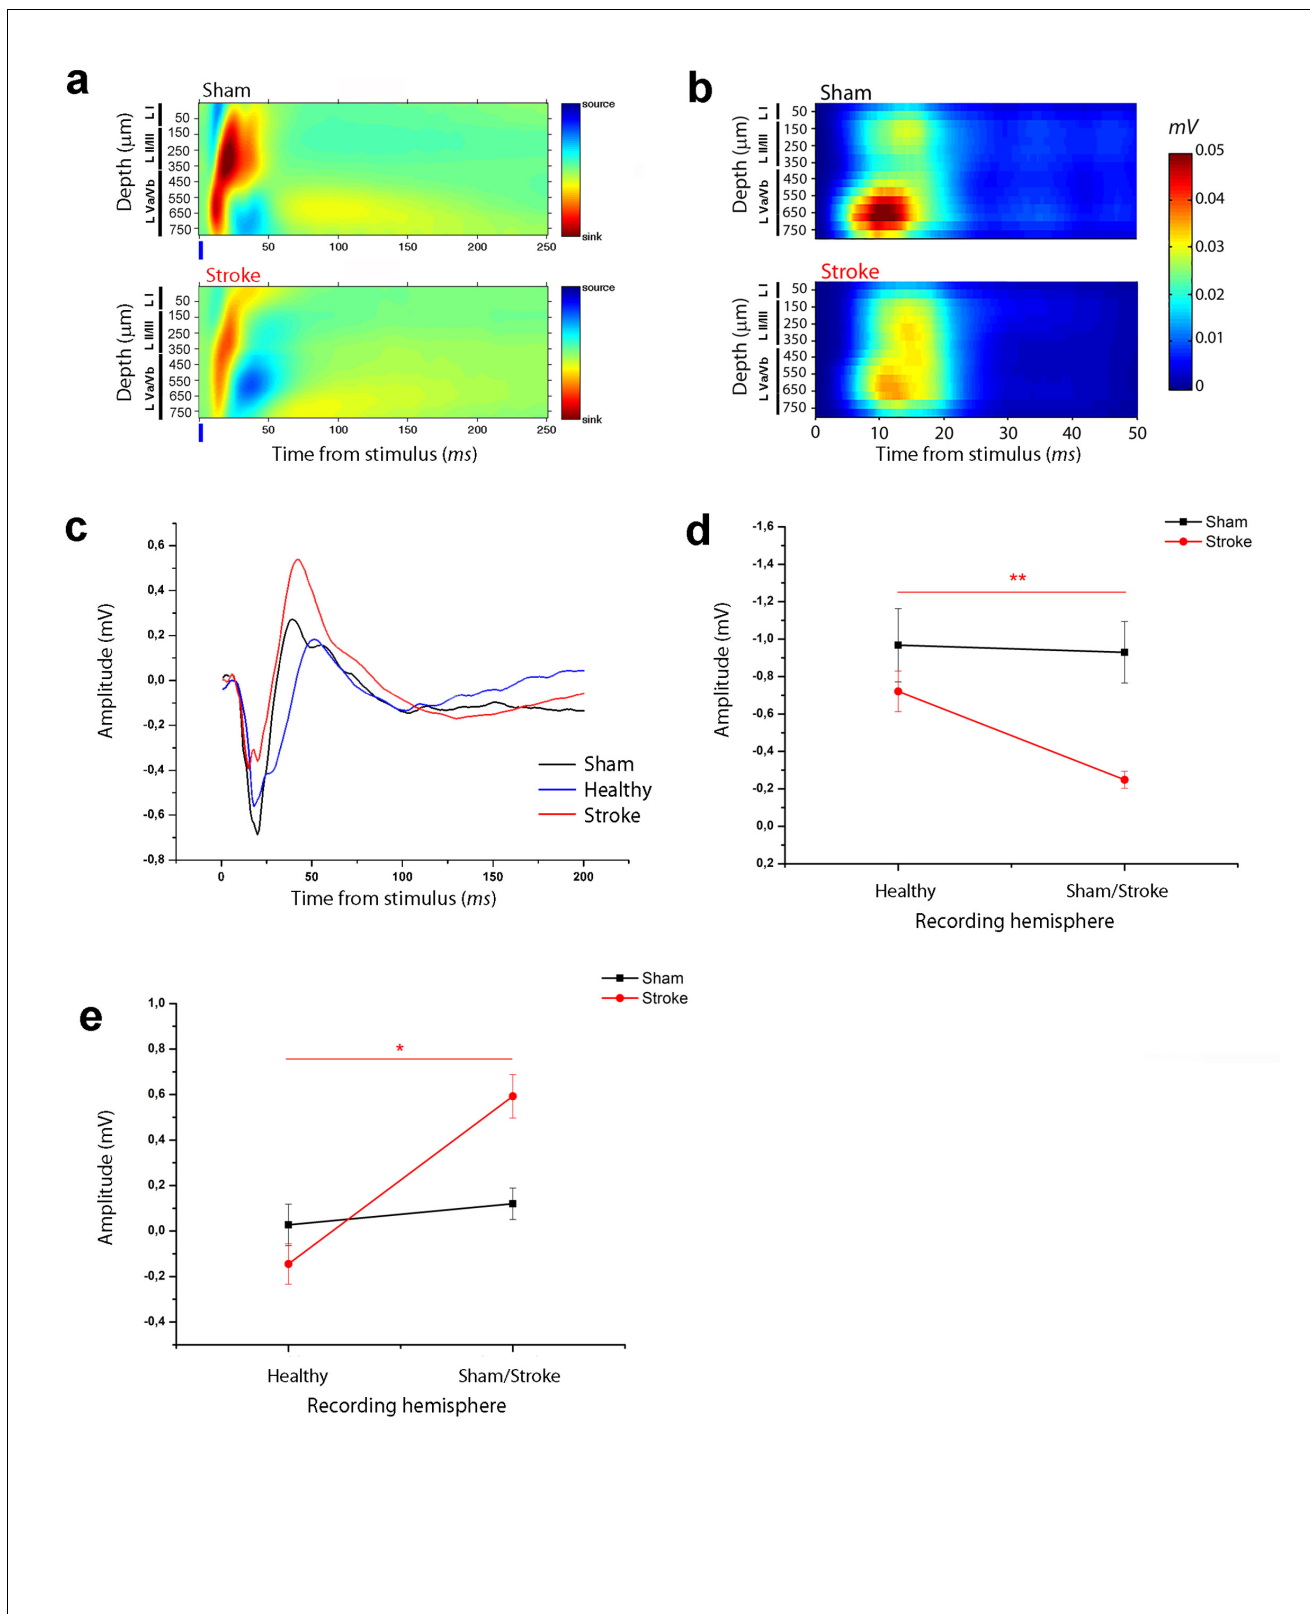 a
Sham
Depth (µm)
L I
L II/III
L Va/Vb
50
150
250
350
450
550
650
750
50
100
150
200
250
source
sink
Stroke
Depth (µm)
L I
L II/III
L Va/Vb
50
150
250
350
450
550
650
750
50
100
150
200
250
source
sink
Time from stimulus (ms)
b
Sham
Depth (µm)
L I
L II/III
L Va/Vb
50
150
250
350
450
550
650
750
mV
0.05
0.04
0.03
0.02
0.01
0
Stroke
Depth (µm)
L I
L II/III
L Va/Vb
50
150
250
350
450
550
650
750
0
10
20
30
40
50
Time from stimulus (ms)
c
Amplitude (mV)
0,6
0,4
0,2
0,0
-0,2
-0,4
-0,6
-0,8
0
50
100
150
200
Time from stimulus (ms)
Sham
Healthy
Stroke
d
Sham
Stroke
**
Amplitude (mV)
-1,6
-1,4
-1,2
-1,0
-0,8
-0,6
-0,4
-0,2
0,0
0,2
Healthy
Sham/Stroke
Recording hemisphere
e
Sham
Stroke
*
Amplitude (mV)
1,0
0,8
0,6
0,4
0,2
0,0
-0,2
-0,4
Healthy
Sham/Stroke
Recording hemisphere